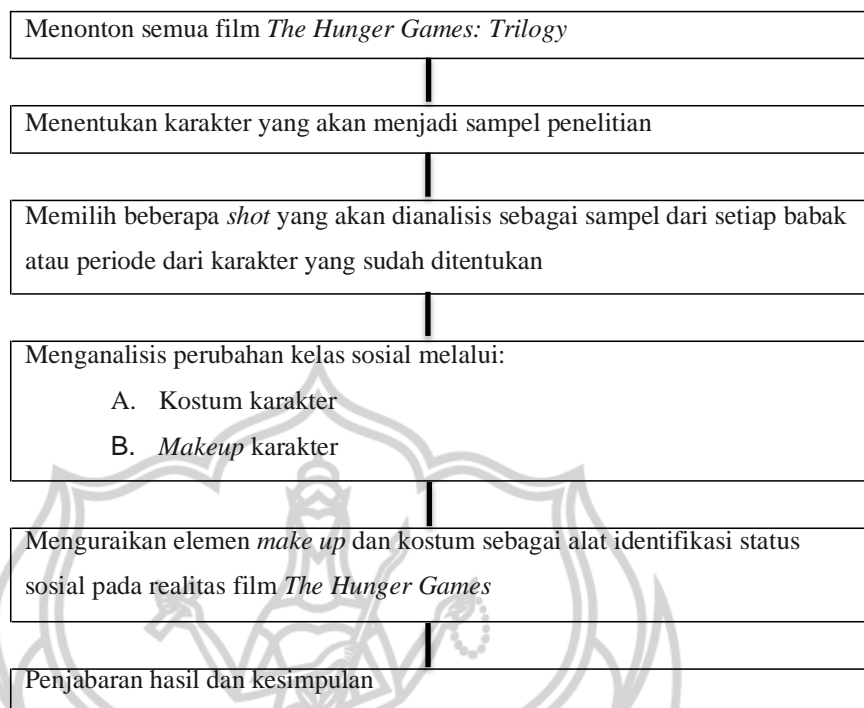 Menonton semua film The Hunger Games: Trilogy
Menentukan karakter yang akan menjadi sampel penelitian
Memilih beberapa shot yang akan dianalisis sebagai sampel dari setiap babak
atau periode dari karakter yang sudah ditentukan
Menganalisis perubahan kelas sosial melalui:
A. Kostum karakter
B. Makeup karakter
Menguraikan elemen make up dan kostum sebagai alat identifikasi status
sosial pada realitas film The Hunger Games
Penjabaran hasil dan kesimpulan